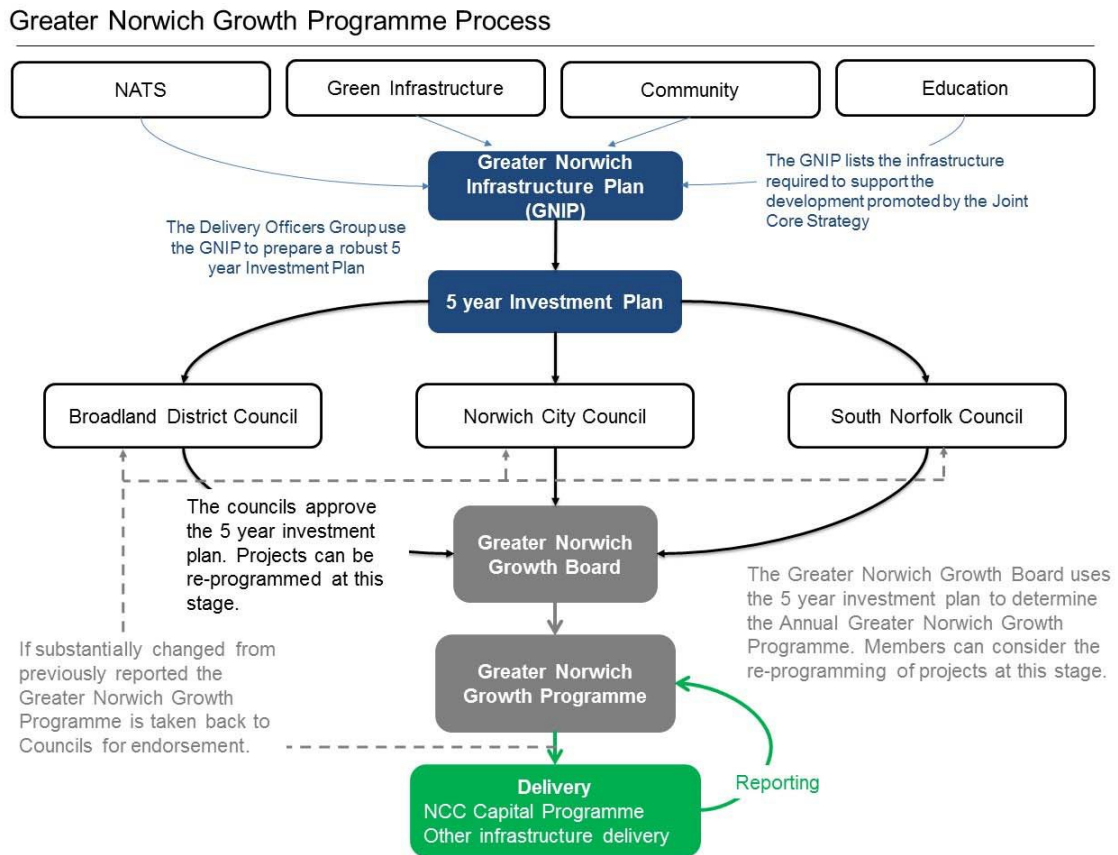 Greater Norwich Growth Programme Process
NATS
Green Infrastructure
Community
Education
Greater Norwich
Infrastructure Plan
(GNIP)
The GNIP lists the infrastructure
required to support the
development promoted by the Joint
Core Strategy
The Delivery Officers Group use
the GNIP to prepare a robust 5
year Investment Plan
5 year Investment Plan
Broadland District Council
Norwich City Council
South Norfolk Council
The councils approve
the 5 year investment
plan. Projects can be
re-programmed at this
stage.
Greater Norwich
Growth Board
The Greater Norwich Growth Board uses
the 5 year investment plan to determine
the Annual Greater Norwich Growth
Programme. Members can consider the
re-programming of projects at this stage.
If substantially changed from
previously reported the
Greater Norwich Growth
Programme is taken back to
Councils for endorsement.
Greater Norwich
Growth Programme
Delivery
NCC Capital Programme
Other infrastructure delivery
Reporting